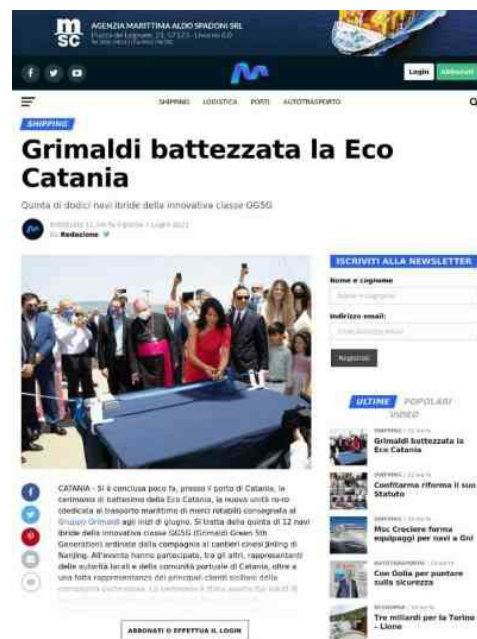 msc
AGENZIA MARITTIMA ALDO SPADONI SRL
Login
Abbonati
SHIPPING LOGISTICA PORTI AUTOTRASPORTO
SHIPPING
Grimaldi battezzata la Eco
Catania
Quinta di dodici navi ibride della innovativa classe GG5G
Redazione
ISCRIVITI ALLA NEWSLETTER
Nome e cognome
Nome e cognome
Indirizzo email:
Registrati
ULTIME POPOLARI
VIDEO
Grimaldi battezzata la
Eco Catania
Confitarma riforma il suo
Statuto
Msc Crociere forma
equipaggi per navi a Gnl
Con Golia per puntare
sulla sicurezza
Tre miliardi per la Torino
- Lione
CATANIA - Si è conclusa poco fa, presso il porto di Catania, la
cerimonia di battesimo della Eco Catania, la nuova unità ro-ro
(dedicata al trasporto marittimo di merci rotabili) consegnata al
Gruppo Grimaldi agli inizi di giugno. Si tratta della quinta di 12 navi
ibride della innovativa classe GG5G (Grimaldi Green 5th
Generation) ordinate dalla compagnia ai cantieri cinesi Jinling di
Nanjing. All'evento hanno partecipato, tra gli altri, rappresentanti
delle autorità locali e della comunità portuale di Catania, oltre a
una folta rappresentanza dei principali clienti siciliani della
ABBONATI O EFFETTUA IL LOGIN